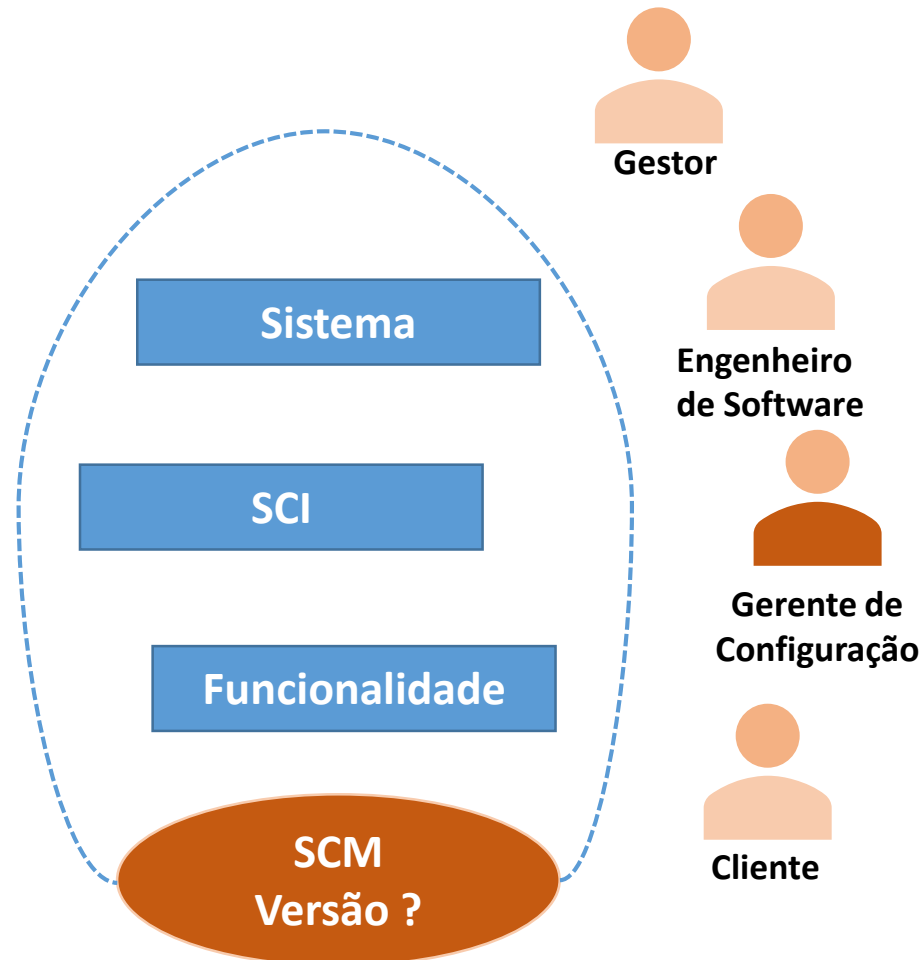 Gestor
Sistema
Engenheiro
de Software
SCI
Gerente de
Configuração
Funcionalidade
SCM
Versão ?
Cliente